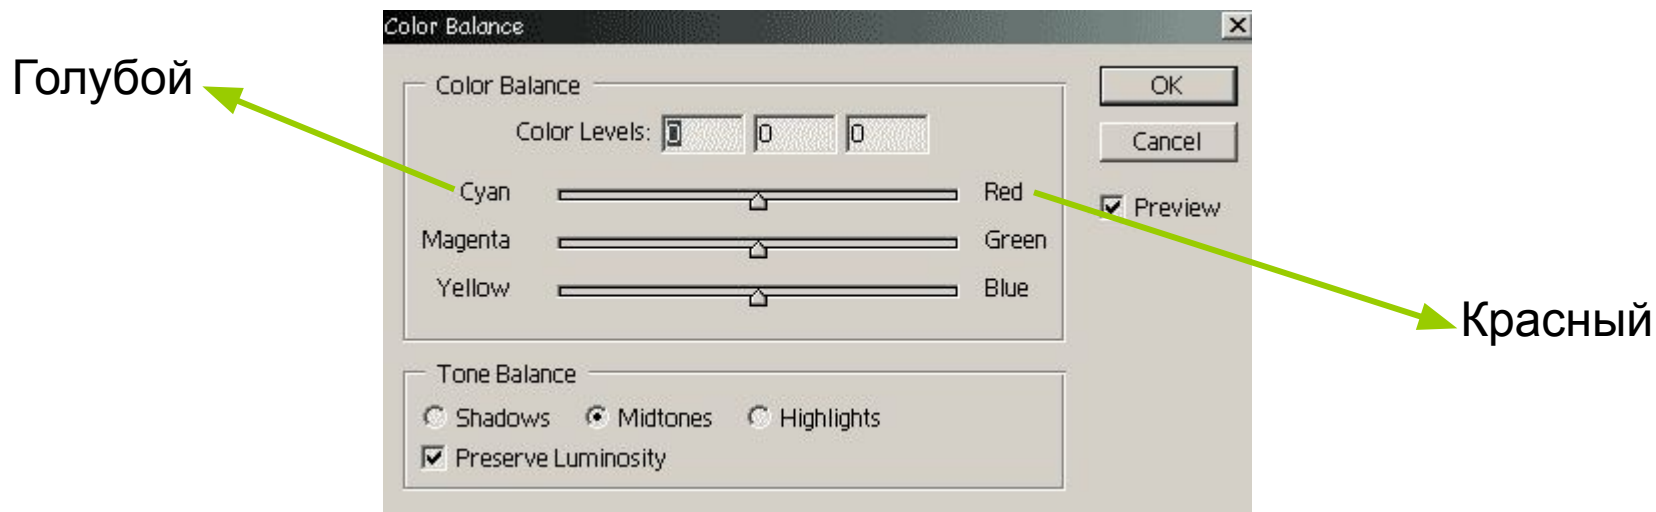 Color Balance
Голубой
Color Balance
OK
Color Levels: 0 0 0
Cancel
Cyan Red
Preview
Magenta Green
Yellow Blue
Красный
Tone Balance
Shadows Midtones Highlights
Preserve Luminosity